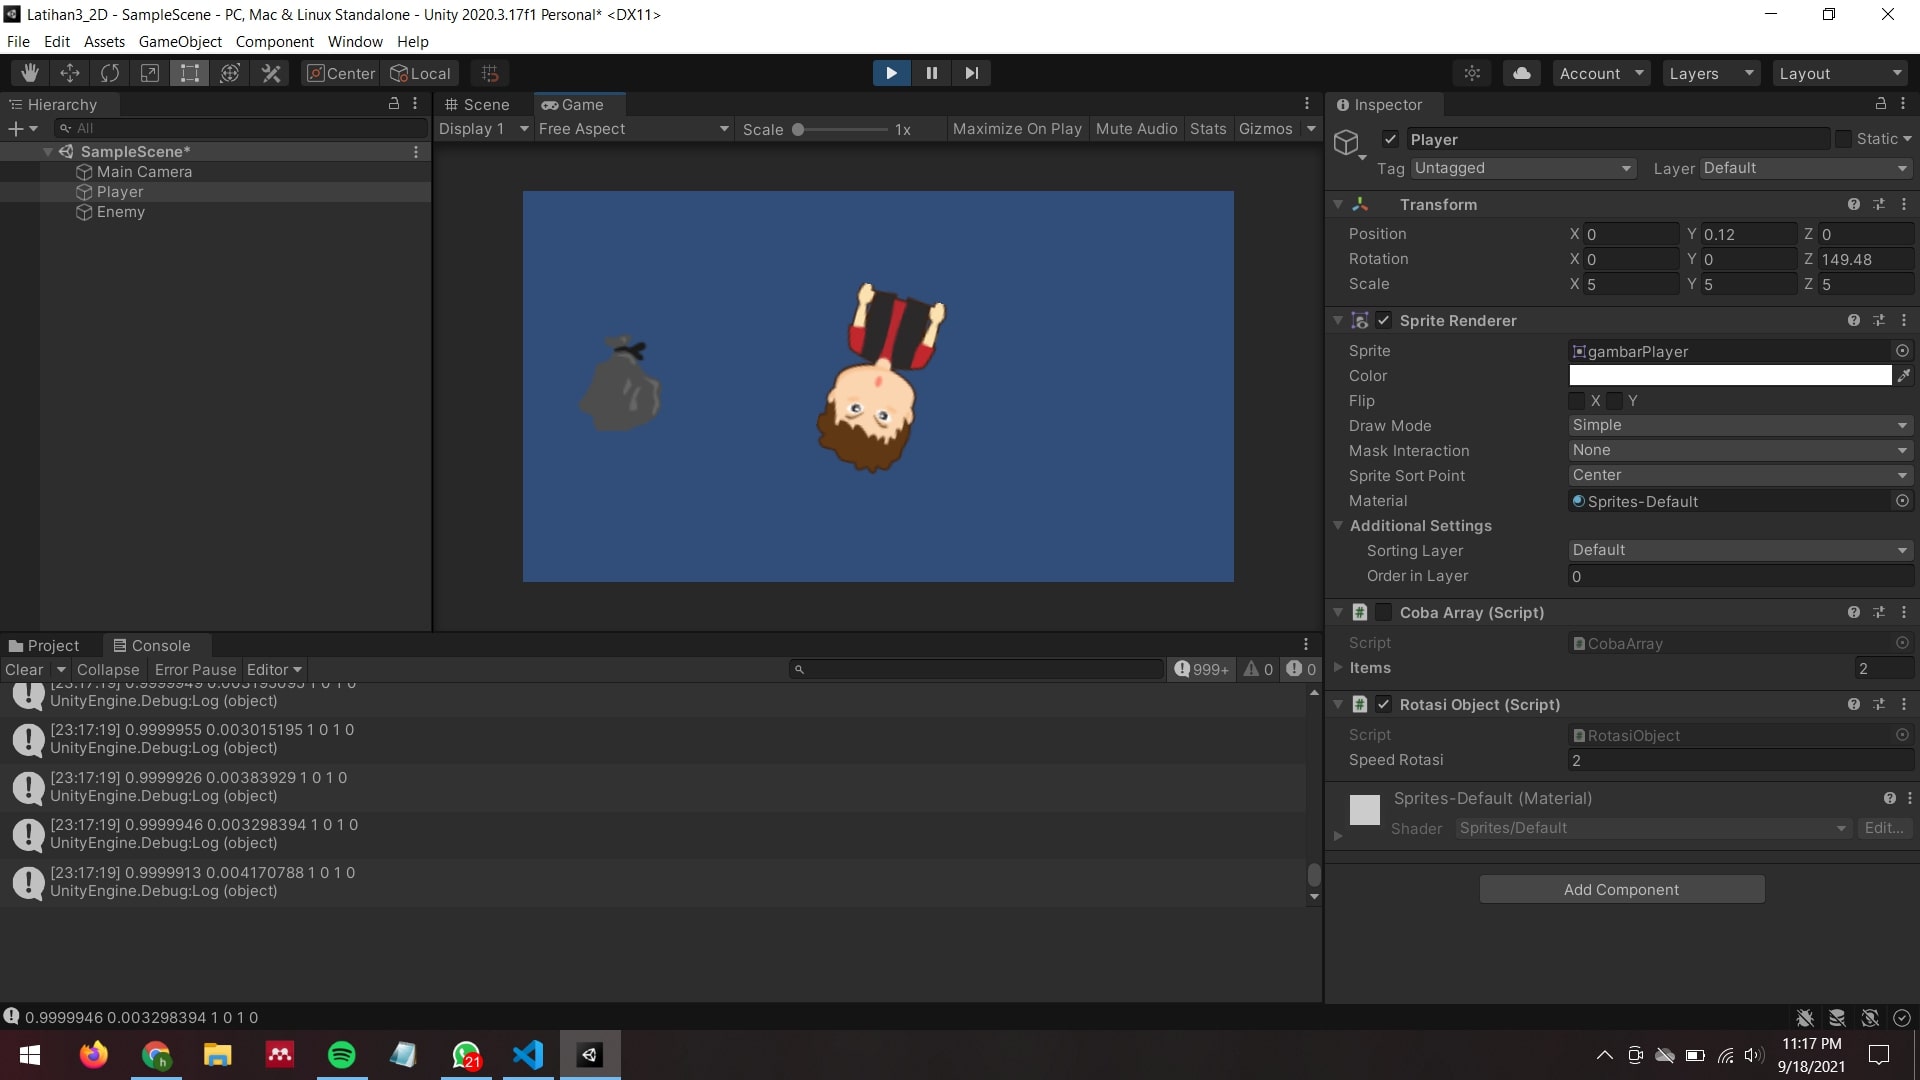 Latihan3_2D - SampleScene - PC, Mac & Linux Standalone - Unity 2020.3.17f1 Personal* <DX11>
File Edit Assets GameObject Component Window Help
Center Local Account Layers Layout
Hierarchy
All
SampleScene*
Main Camera
Player
Enemy
Scene Game
Display 1 Free Aspect Scale 1x Maximize On Play Mute Audio Stats Gizmos
Inspector
Player Static
Tag Untagged Layer Default
Transform
Position X 0 Y 0.12 Z 0
Rotation X 0 Y 0 Z 149.48
Scale X 5 Y 5 Z 5
Sprite Renderer
Sprite gambarPlayer
Color
Flip X Y
Draw Mode Simple
Mask Interaction None
Sprite Sort Point Center
Material Sprites-Default
Additional Settings
Sorting Layer Default
Order in Layer 0
Coba Array (Script)
Script CobaArray
Items 2
Rotasi Object (Script)
Script RotasiObject
Speed Rotasi 2
Sprites-Default (Material)
Shader Sprites/Default Edit...
Add Component
Project Console
Clear Collapse Error Pause Editor 999+ 0 0
[23:17:19] 0.9999949 0.003195095 1 0 1 0
UnityEngine.Debug:Log (object)
[23:17:19] 0.9999955 0.003015195 1 0 1 0
UnityEngine.Debug:Log (object)
[23:17:19] 0.9999926 0.00383929 1 0 1 0
UnityEngine.Debug:Log (object)
[23:17:19] 0.9999946 0.003298394 1 0 1 0
UnityEngine.Debug:Log (object)
[23:17:19] 0.9999913 0.004170788 1 0 1 0
UnityEngine.Debug:Log (object)
0.9999946 0.003298394 1 0 1 0
21
11:17 PM
9/18/2021